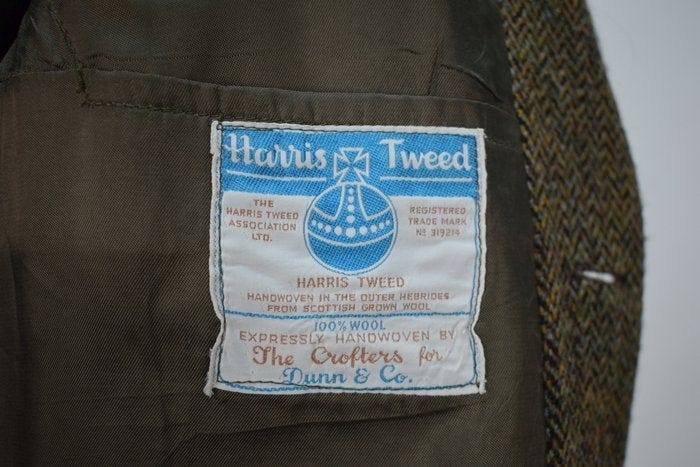 Harris Tweed
THE
HARRIS TWEED
ASSOCIATION
LTD.
REGISTERED
TRADE MARK
No 319214
HARRIS TWEED
HANDWOVEN IN THE OUTER HEBRIDES
FROM SCOTTISH GROWN WOOL
100% WOOL
EXPRESSLY HANDWOVEN BY
The Crofters for
Dunn & Co.